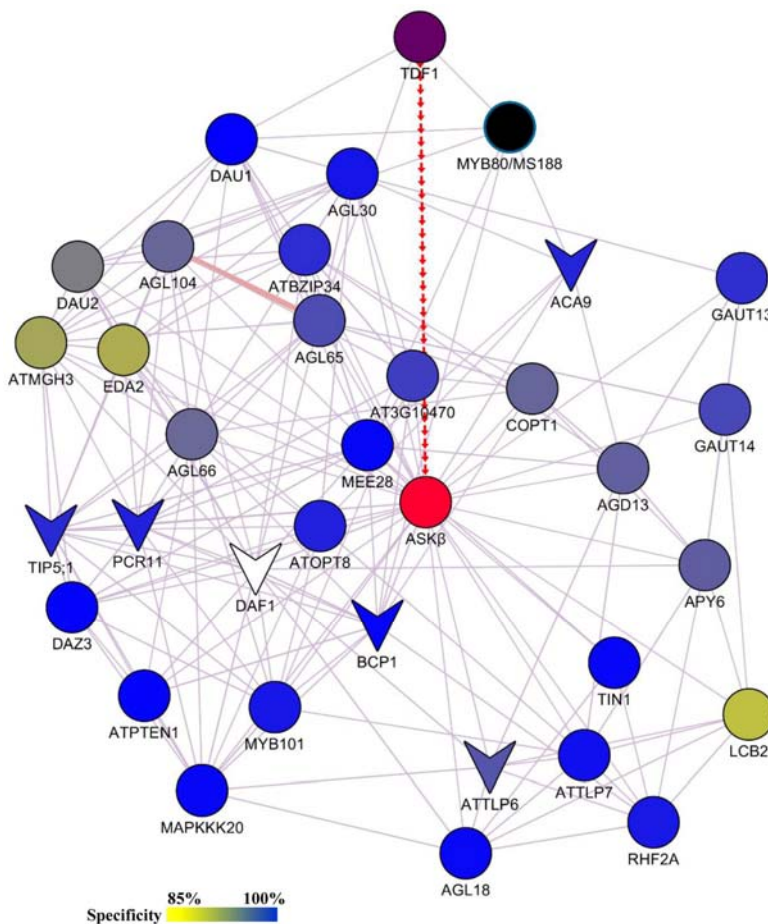 TDF1
MYB80/MS188
DAU1
AGL30
AGL104
ATBZIP34
DAU2
ACA9
GAUT13
AGL65
ATMGH3
EDA2
AT3G10470
COPT1
GAUT14
AGL66
MEE28
AGD13
ASKβ
TIP5;1
PCR11
ATOPT8
DAF1
APY6
DAZ3
BCP1
TIN1
ATPTEN1
MYB101
LCB2
ATTLP6
ATTLP7
MAPKKK20
RHF2A
AGL18
85% 100%
Specificity